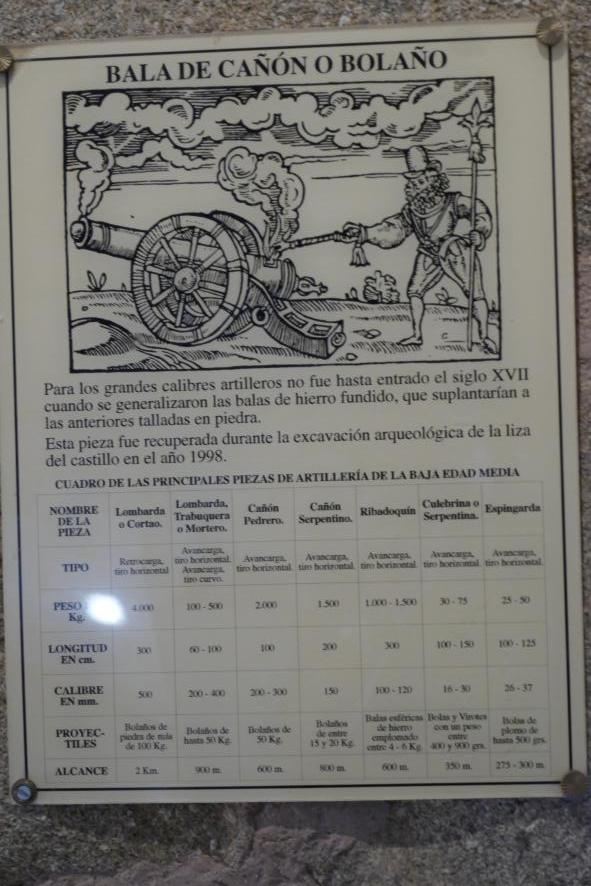 BALA DE CAÑÓN O BOLAÑO
Para los grandes calibres artilleros no fue hasta entrado el siglo XVII
cuando se generalizaron las balas de hierro fundido, que suplantarían a
las anteriores talladas en piedra.
Esta pieza fue recuperada durante la excavación arqueológica de la liza
del castillo en el año 1998.
CUADRO DE LAS PRINCIPALES PIEZAS DE ARTILLERÍA DE LA BAJA EDAD MEDIA
NOMBRE
DE LA
PIEZA
Lombarda
o Cortao.
Lombarda,
Trabuquera
o Mortero.
Cañón
Pedrero.
Cañón
Serpentino.
Ribadoquín
Culebrina o
Serpentina.
Espingarda
TIPO
Retrocarga,
tiro horizontal
Avancarga,
tiro horizontal.
Avancarga,
tiro curvo.
Avancarga,
tiro horizontal.
Avancarga,
tiro horizontal.
Avancarga,
tiro horizontal.
Avancarga,
tiro horizontal.
Avancarga,
tiro horizontal.
PESO
Kg.
4.000
100 - 500
2.000
1.500
1.000 - 1.500
30 - 75
25 - 50
LONGITUD
EN cm.
300
60 - 100
100
200
300
100 - 150
100 - 125
CALIBRE
EN mm.
500
200 - 400
200 - 300
150
100 - 120
16 - 30
26 - 37
PROYEC-
TILES
Bolaños de
piedra de más
de 100 Kg.
Bolaños de
hasta 50 Kg.
Bolaños de
50 Kg.
Bolaños
de entre
15 y 20 Kg.
Balas esféricas
de hierro
emplomado
entre 4 - 6 Kg.
Bolas y Virotes
con un peso
entre
400 y 900 grs.
Bolas de
plomo de
hasta 500 grs.
ALCANCE
2 Km.
900 m.
600 m.
800 m.
600 m.
350 m.
275 - 300 m.